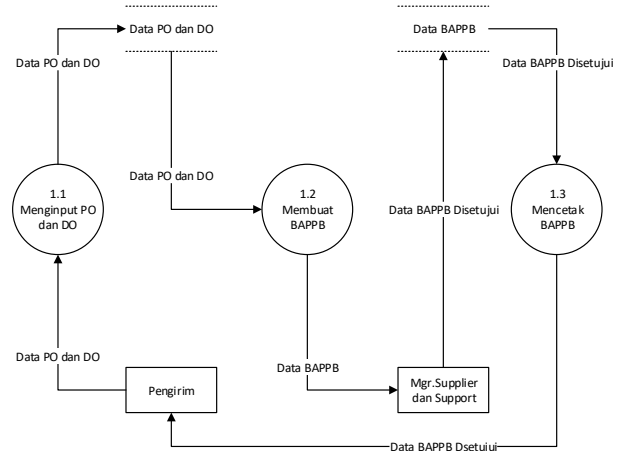 Data PO dan DO
Data BAPPB
Data PO dan DO
Data BAPPB Disetujui
Data PO dan DO
1.1
Menginput PO
dan DO
1.2
Membuat
BAPPB
Data BAPPB Disetujui
1.3
Mencetak
BAPPB
Data PO dan DO
Data BAPPB
Pengirim
Mgr.Supplier
dan Support
Data BAPPB Dsetujui